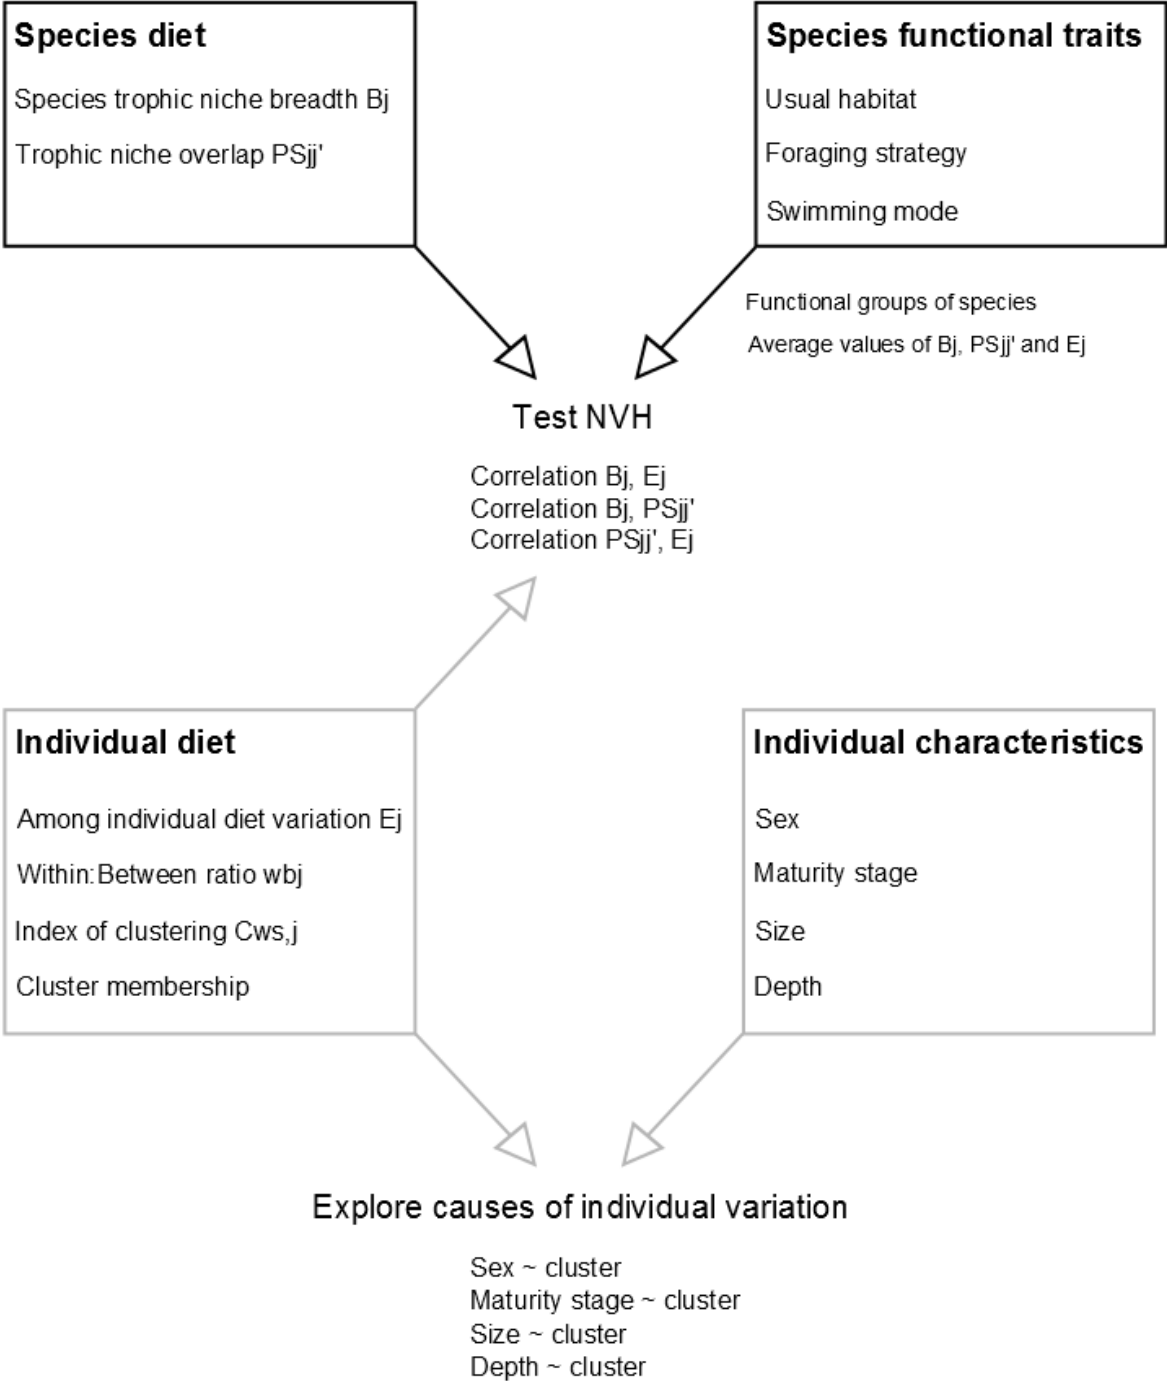 Species diet
Species trophic niche breadth Bj
Trophic niche overlap PSjj'
Species functional traits
Usual habitat
Foraging strategy
Swimming mode
Functional groups of species
Average values of Bj, PSjj' and Ej
Test NVH
Correlation Bj, Ej
Correlation Bj, PSjj'
Correlation PSjj', Ej
Individual diet
Among individual diet variation Ej
Within:Between ratio wbj
Index of clustering Cws,j
Cluster membership
Individual characteristics
Sex
Maturity stage
Size
Depth
Explore causes of individual variation
Sex ~ cluster
Maturity stage ~ cluster
Size ~ cluster
Depth ~ cluster